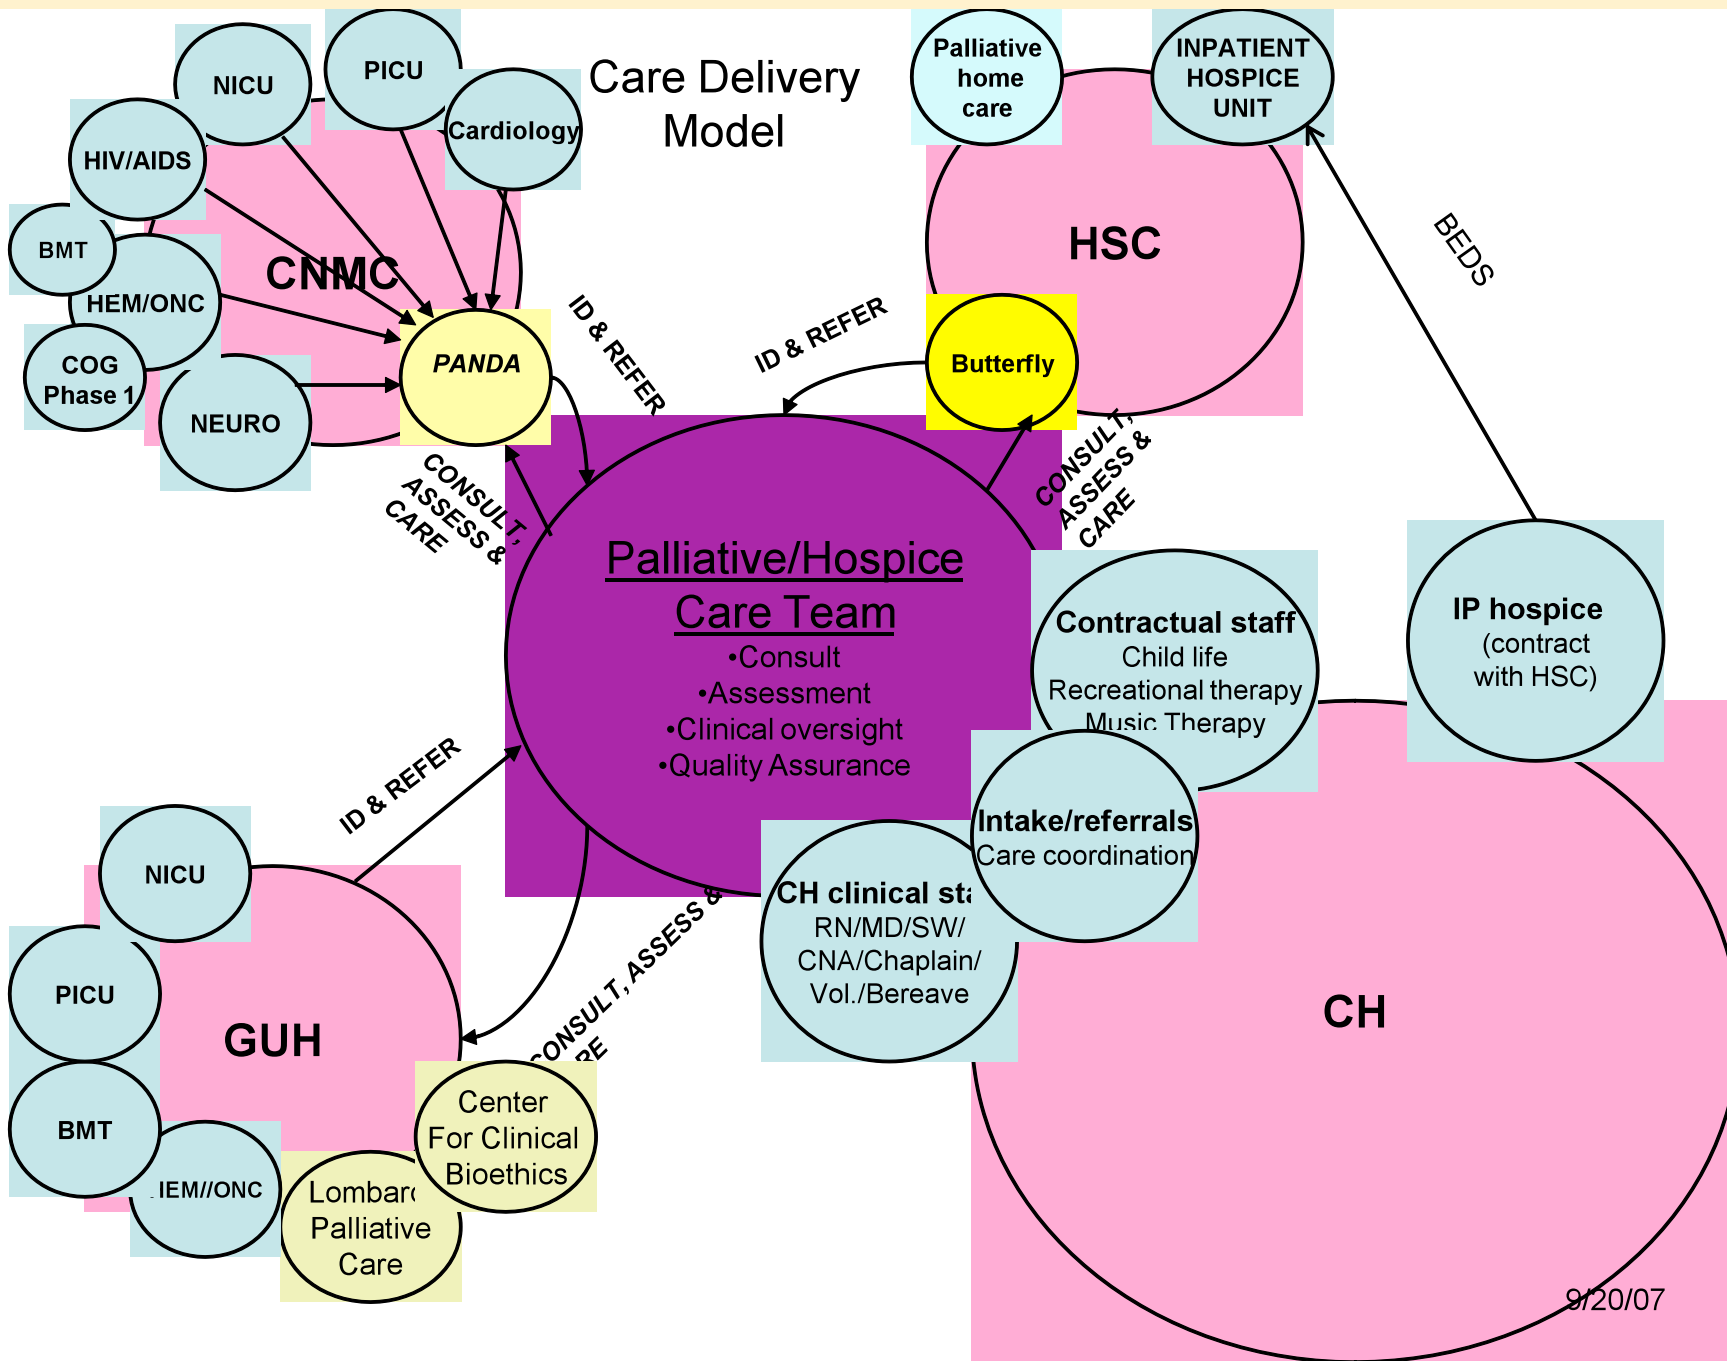 Care Delivery
Model
NICU
PICU
Cardiology
HIV/AIDS
BMT
HEM/ONC
COG
Phase 1
NEURO
CNMC
PANDA
ID & REFER
CONSULT,
ASSESS &
CARE
Palliative
home
care
INPATIENT
HOSPICE
UNIT
HSC
Butterfly
ID & REFER
CONSULT,
ASSESS &
CARE
BEDS
IP hospice
(contract
with HSC)
Palliative/Hospice
Care Team
•Consult
•Assessment
•Clinical oversight
•Quality Assurance
Contractual staff
Child life
Recreational therapy
Music Therapy
Intake/referrals
Care coordination
CH clinical
RN/MD/SW/
CNA/Chaplain/
Vol./Bereave
CH
ID & REFER
CONSULT, ASSESS &
NICU
PICU
BMT
GUH
Palliative
Care
Center
For Clinical
Bioethics
9/20/07